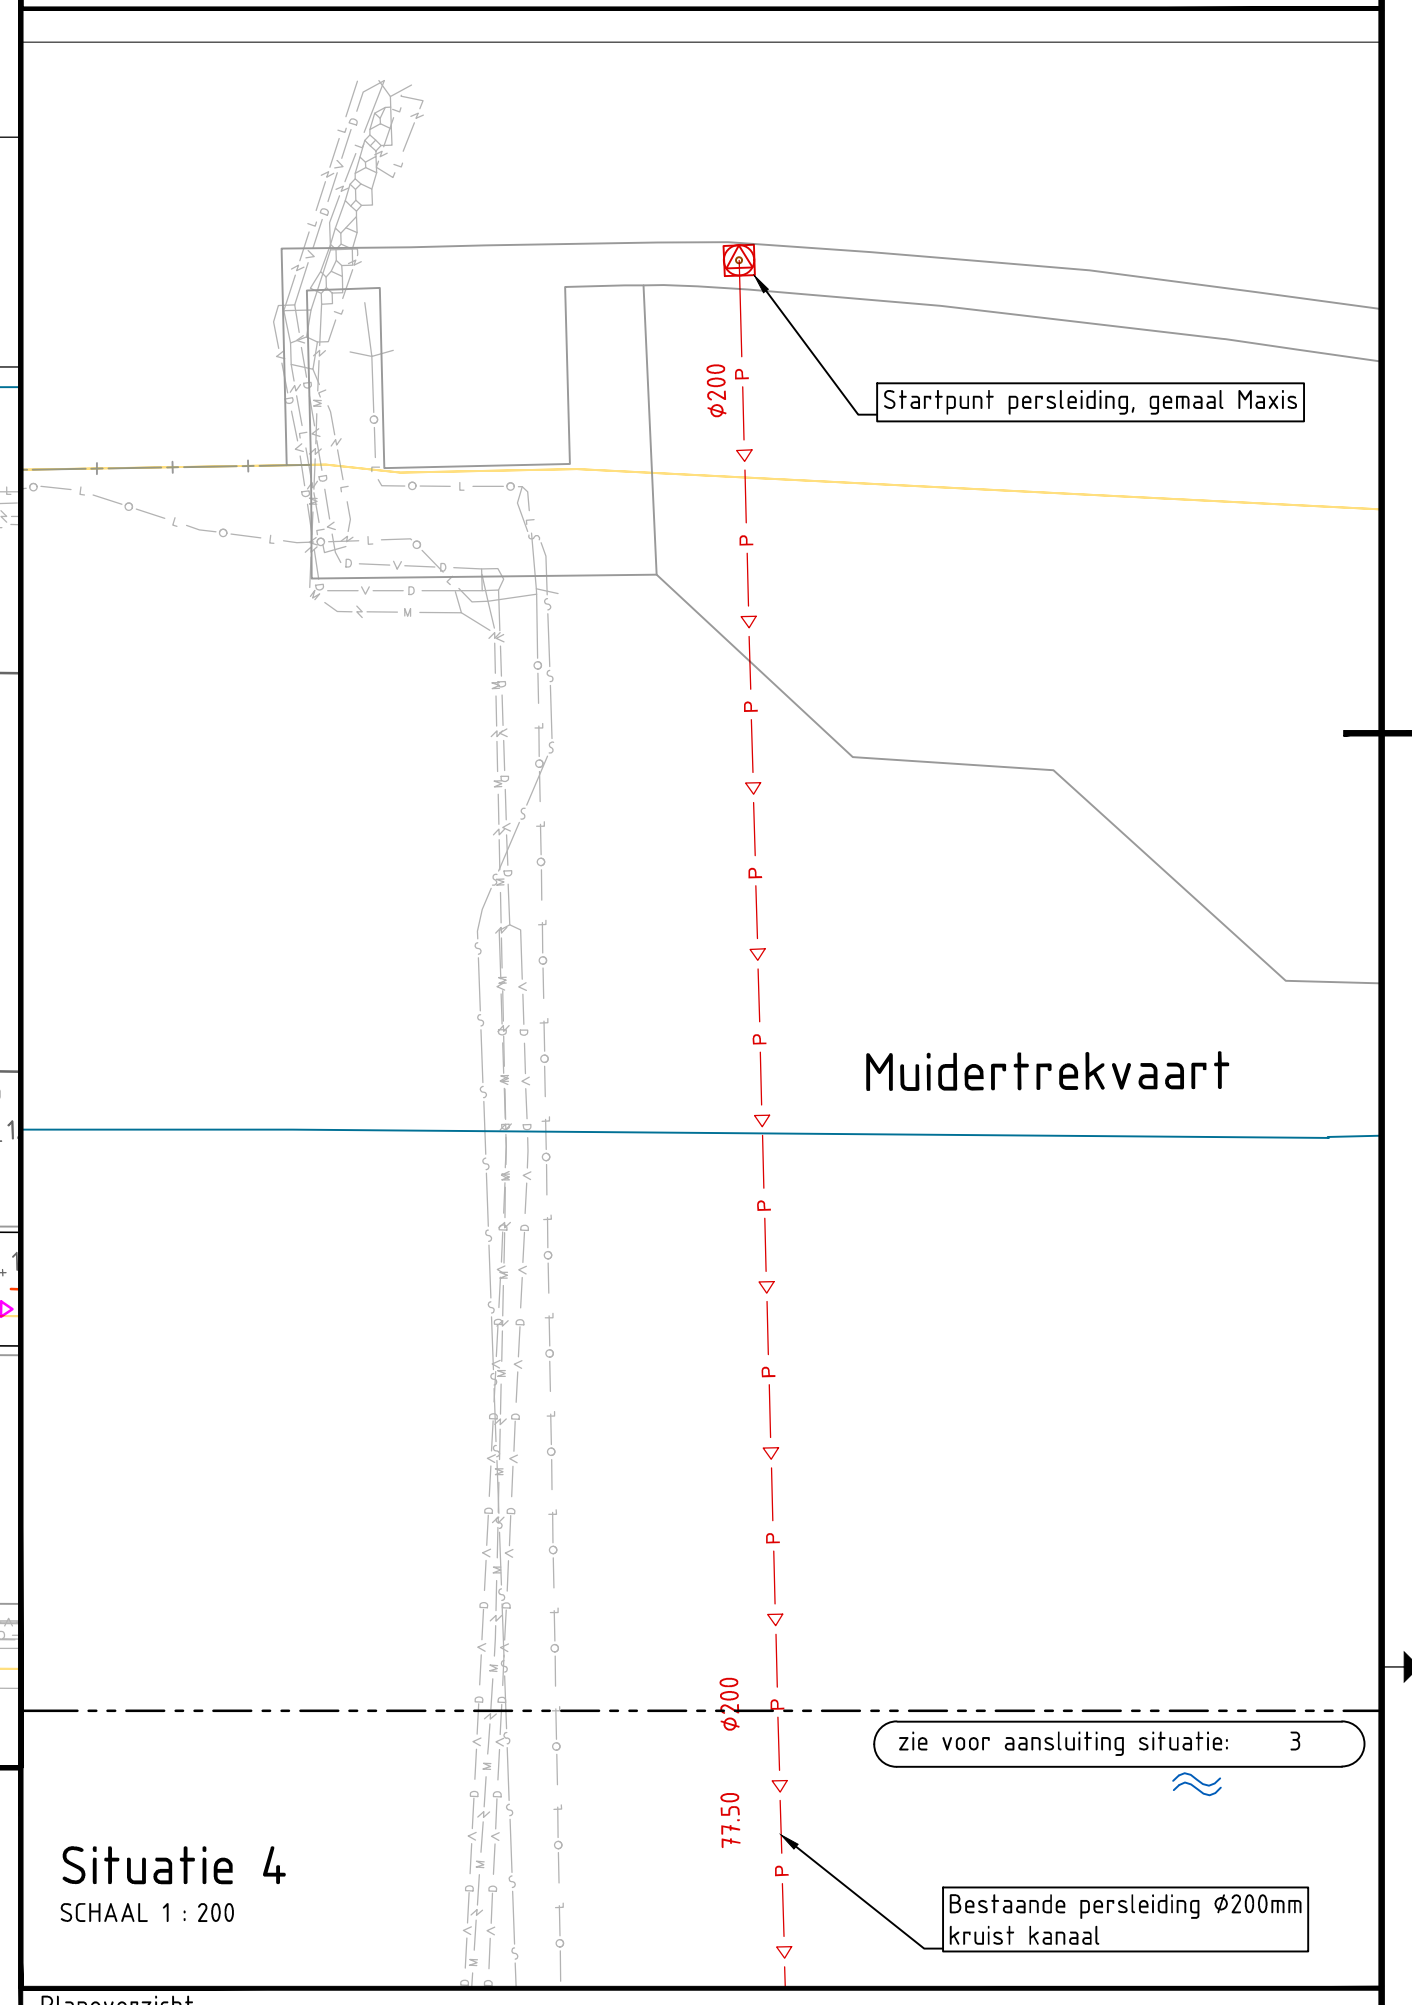 ϕ200
Startpunt persleiding, gemaal Maxis
Muidertrekvaart
ϕ200
zie voor aansluiting situatie: 3
77.50
Situatie 4
SCHAAL 1 : 200
Bestaande persleiding ϕ200mm
kruist kanaal